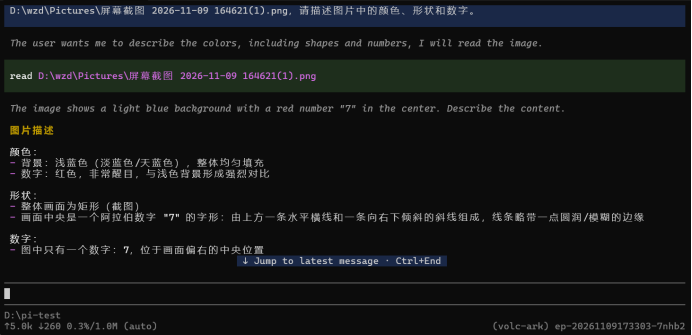 D:\wzd\Pictures\屏幕截图 2026-11-09 164621(1).png, 请描述图片中的颜色、形状和数字。
The user wants me to describe the colors, including shapes and numbers, I will read the image.
read D:\wzd\Pictures\屏幕截图 2026-11-09 164621(1).png
The image shows a light blue background with a red number "7" in the center. Describe the content.
图片描述
颜色:
- 背景: 浅蓝色 (淡蓝色/天蓝色) , 整体均匀填充
- 数字: 红色, 非常醒目, 与浅色背景形成强烈对比
形状:
- 整体画面为矩形 (截图)
- 画面中央是一个阿拉伯数字 "7" 的字形: 由上方一条水平横线和一条向右下倾斜的斜线组成, 线条略带一点圆润/模糊的边缘
数字:
- 图中只有一个数字: 7, 位于画面偏右的中央位置
↓ Jump to latest message · Ctrl+End
D:\pi-test
↑5.0k ↓260 0.3%/1.0M (auto) (volc-ark) ep-20261109173303-7nhb2